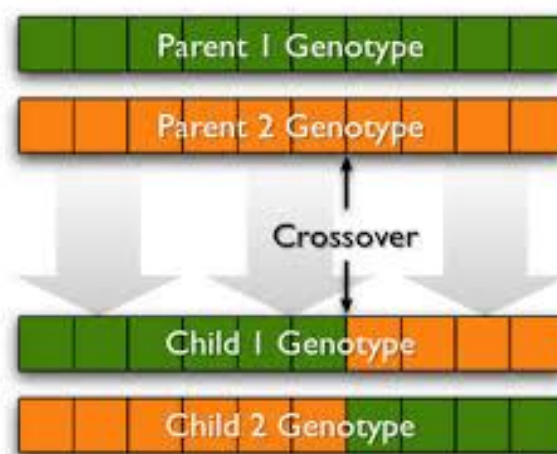 Parent 1 Genotype
Parent 2 Genotype
Crossover
Child 1 Genotype
Child 2 Genotype